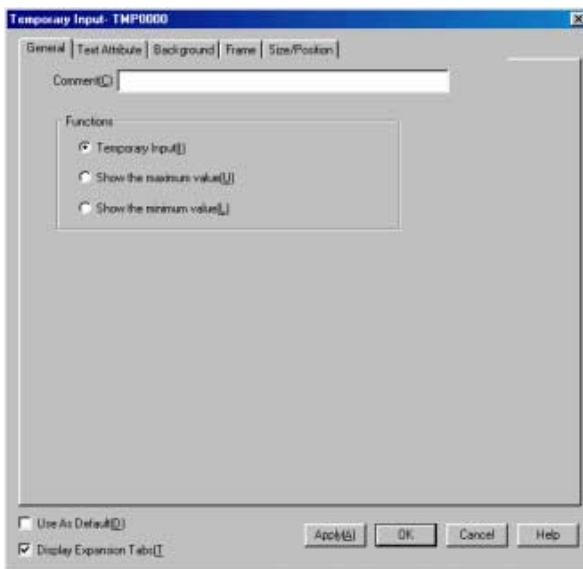 Temporary Input- TMP0000
General Text Attribute Background Frame Size/Position
Comment(C)
Functions
Temporary Input(I)
Show the maximum value(U)
Show the minimum value(L)
Use As Default(D)
Display Expansion Tabs(T
Apply(A) OK Cancel Help